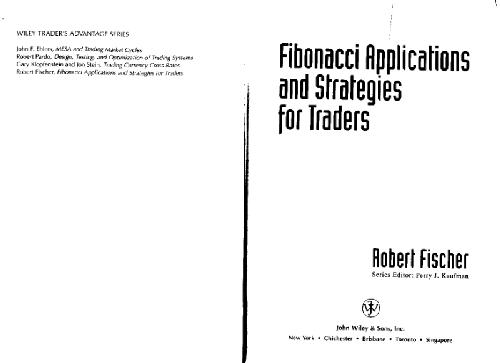 WILEY TRADER'S ADVANTAGE SERIES
John F. Ehlers, MESA and Trading Market Cycles
Robert Pardo, Design, Testing, and Optimization of Trading Systems
Gary Klopfenstein and Jon Stein, Trading Currency Cross Rates
Robert Fischer, Fibonacci Applications and Strategies for Traders
Fibonacci Applications
and Strategies
for Traders
Robert Fischer
Series Editor: Perry J. Kaufman
John Wiley & Sons, Inc.
New York • Chichester • Brisbane • Toronto • Singapore